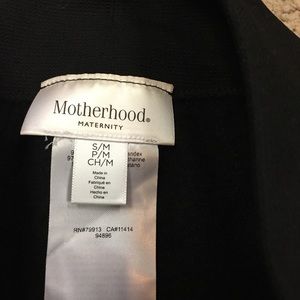 Motherhood®
MATERNITY
S/M
P/M
CH/M
Made in
China
Fabriqué en
Chine
Hecho en
China
RN#79913 CA#11414
94896